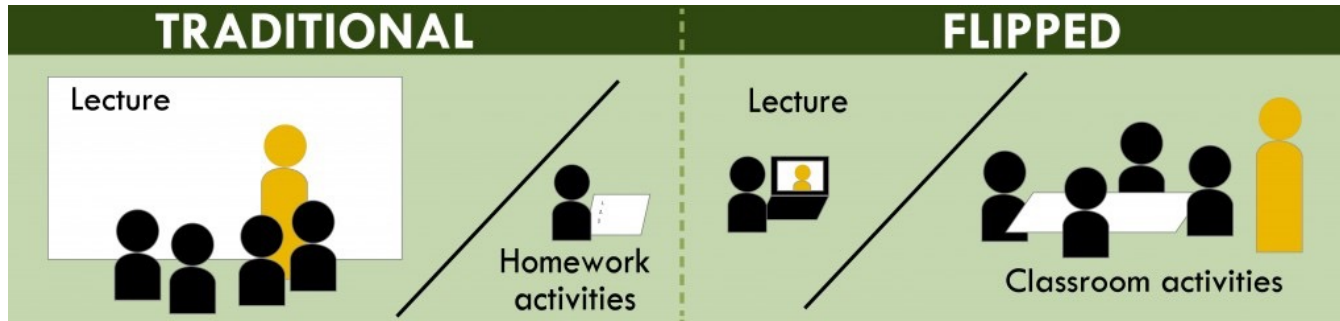 TRADITIONAL
Lecture
Homework
activities
FLIPPED
Lecture
Classroom activities